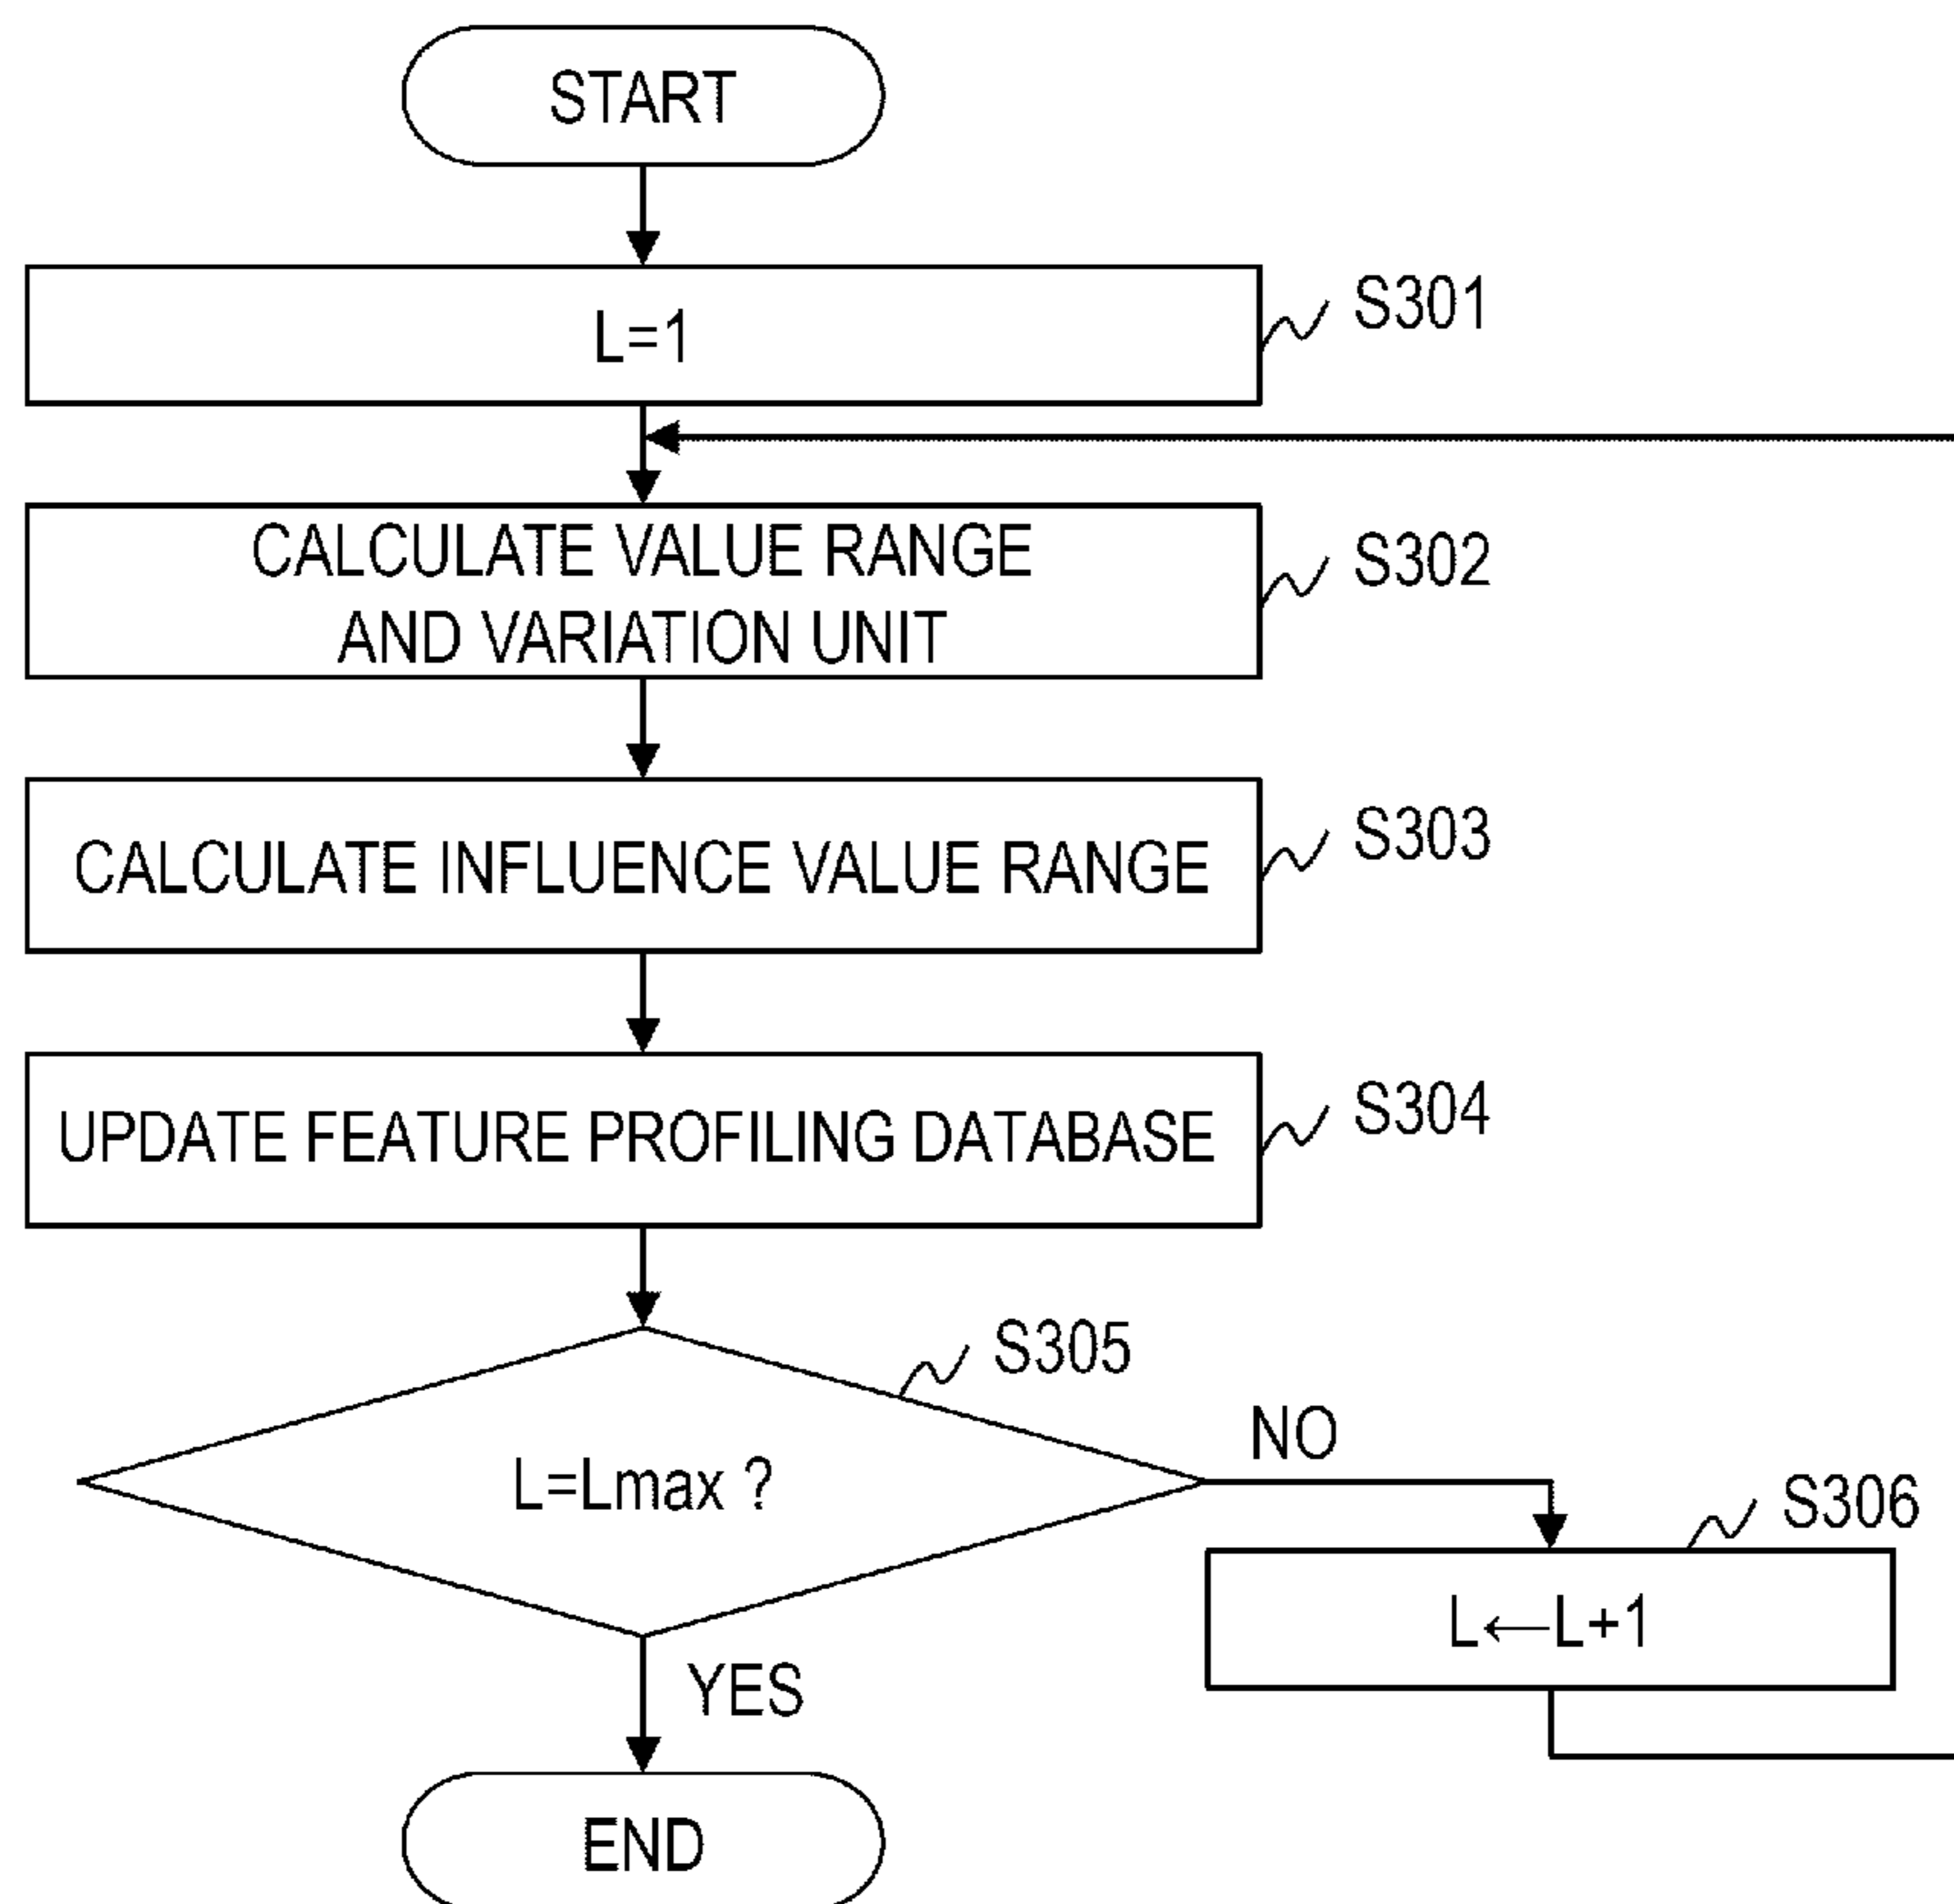 START
L=1
S301
CALCULATE VALUE RANGE
AND VARIATION UNIT
S302
CALCULATE INFLUENCE VALUE RANGE
S303
UPDATE FEATURE PROFILING DATABASE
S304
S305
L=Lmax ?
NO
S306
L←L+1
YES
END